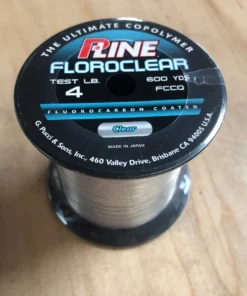 THE ULTIMATE COPOLYMER
P-LINE
FLOROCLEAR
TEST LB. 600 YDS
4 FCCQ
FLUOROCARBON COATED
Clear
MADE IN JAPAN
G. Pucci & Sons, Inc., 460 Valley Drive, Brisbane CA 94005 U.S.A.